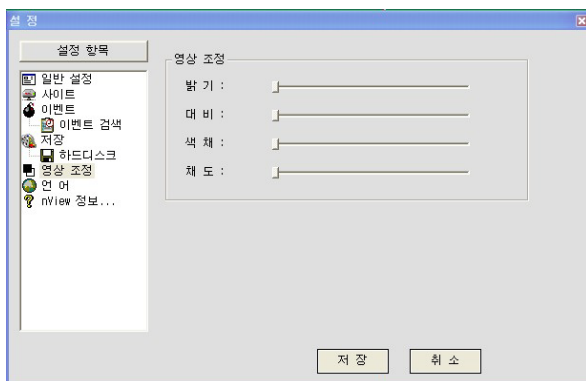 설 정
설정 항목
일반 설정
사이트
이벤트
이벤트 검색
저장
하드디스크
영상 조정
언 어
nView 정보...
영상 조정
밝 기 :
대 비 :
색 채 :
채 도 :
저 장
취 소